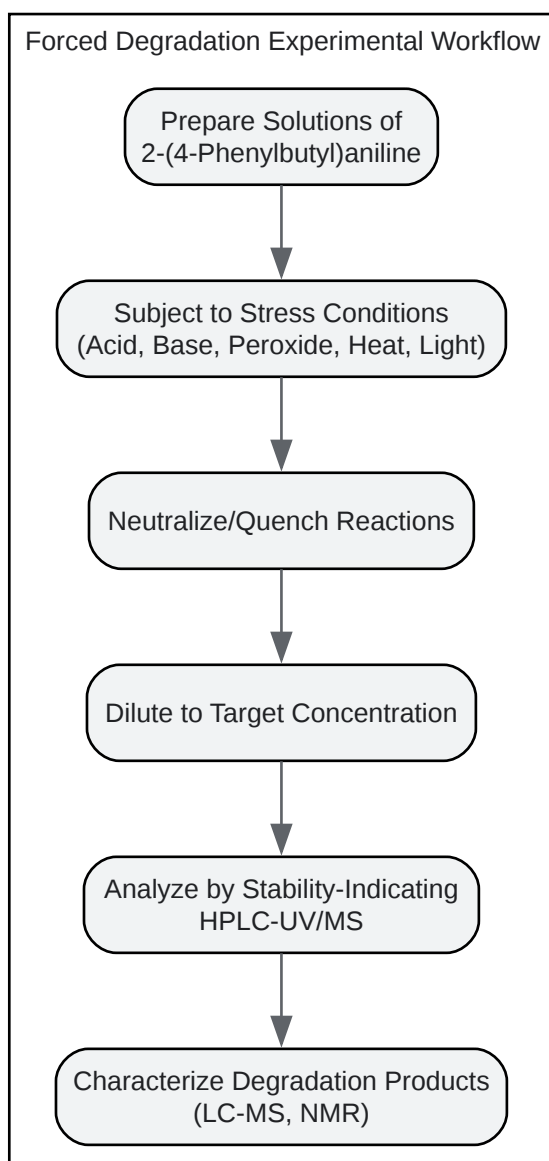 Forced Degradation Experimental Workflow
Prepare Solutions of
2-(4-Phenylbutyl)aniline
Subject to Stress Conditions
(Acid, Base, Peroxide, Heat, Light)
Neutralize/Quench Reactions
Dilute to Target Concentration
Analyze by Stability-Indicating
HPLC-UV/MS
Characterize Degradation Products
(LC-MS, NMR)